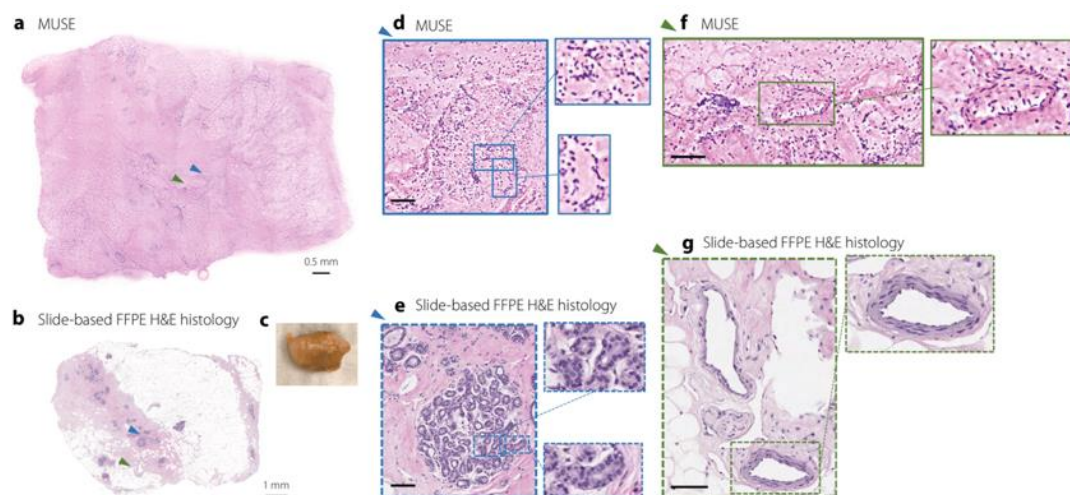 a MUSE
0.5 mm
b Slide-based FFPE H&E histology
1 mm
c
d MUSE
e Slide-based FFPE H&E histology
f MUSE
g Slide-based FFPE H&E histology